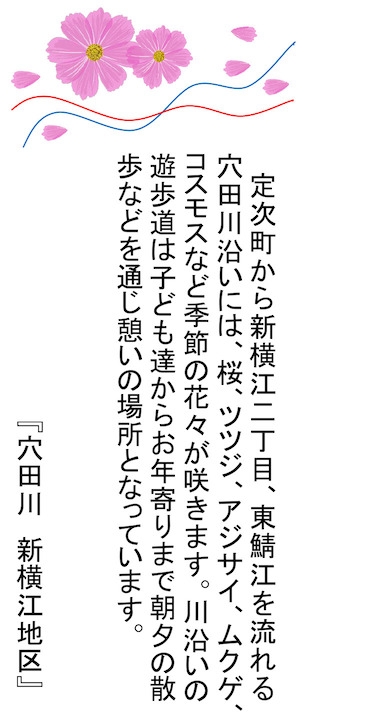 定次町から新横江二丁目、東鯖江を流れる
穴田川沿いには、桜、ツツジ、アジサイ、ムクゲ、
コスモスなど季節の花々が咲きます。川沿いの
遊歩道は子ども達からお年寄りまで朝夕の散
歩などを通じ憩いの場所となっています。
『穴田川　新横江地区』